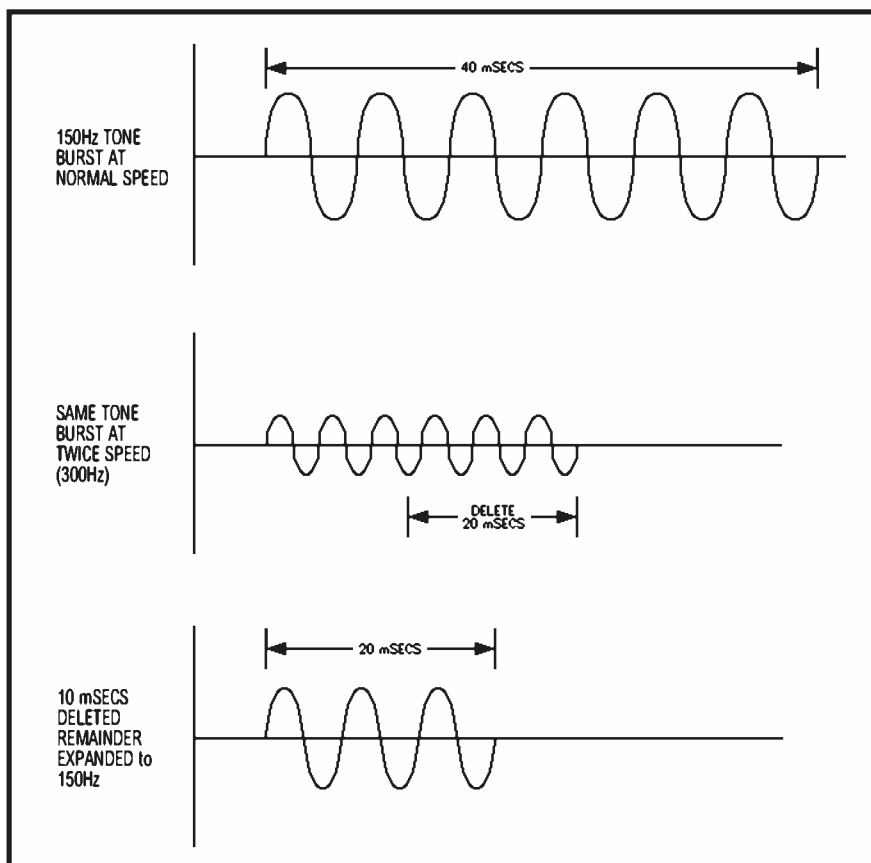 40 mSECS
150Hz TONE
BURST AT
NORMAL SPEED
SAME TONE
BURST AT
TWICE SPEED
(300Hz)
DELETE
20 mSECS
20 mSECS
10 mSECS
DELETED
REMAINDER
EXPANDED to
150Hz